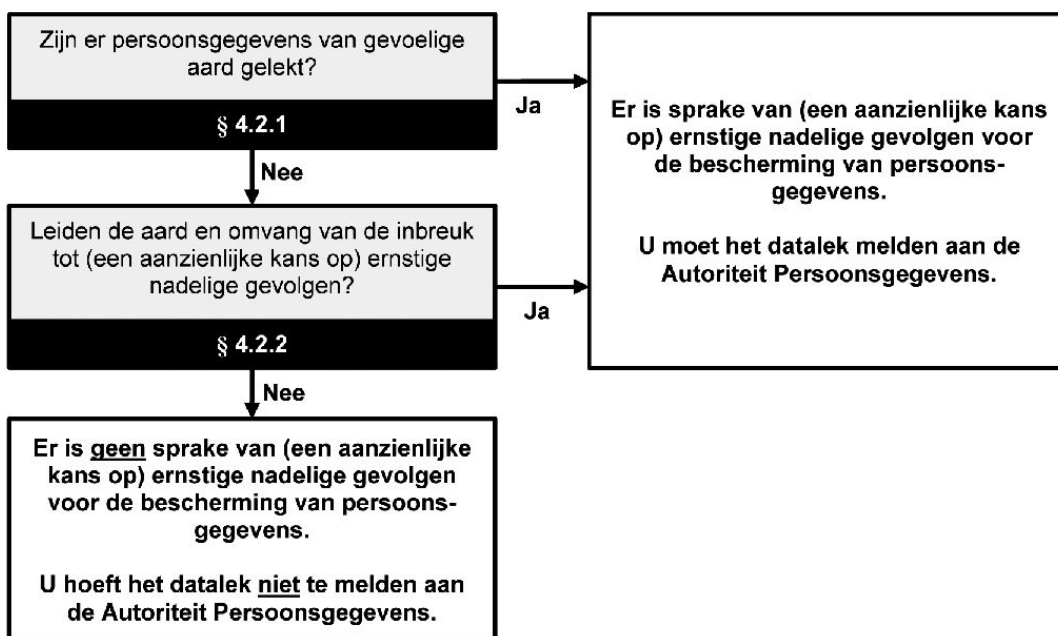 Zijn er persoonsgegevens van gevoelige
aard gelekt?
§ 4.2.1
Ja
Nee
Er is sprake van (een aanzienlijke kans
op) ernstige nadelige gevolgen voor
de bescherming van persoons-
gegevens.
U moet het datalek melden aan de
Autoriteit Persoonsgegevens.
Leiden de aard en omvang van de inbreuk
tot (een aanzienlijke kans op) ernstige
nadelige gevolgen?
§ 4.2.2
Ja
Nee
Er is geen sprake van (een aanzienlijke
kans op) ernstige nadelige gevolgen
voor de bescherming van persoons-
gegevens.
U hoeft het datalek niet te melden aan
de Autoriteit Persoonsgegevens.